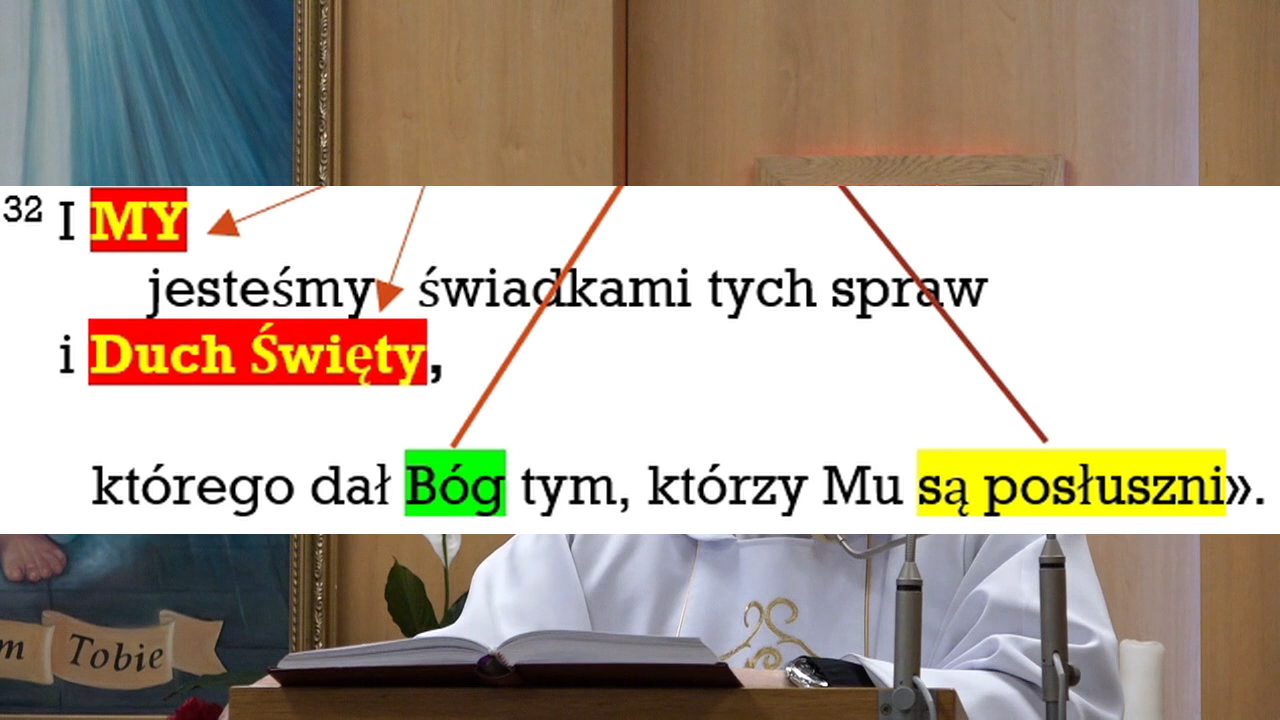 32 I MY
jesteśmy świadkami tych spraw
i Duch Święty,
którego dał Bóg tym, którzy Mu są posłuszni».
m Tobie